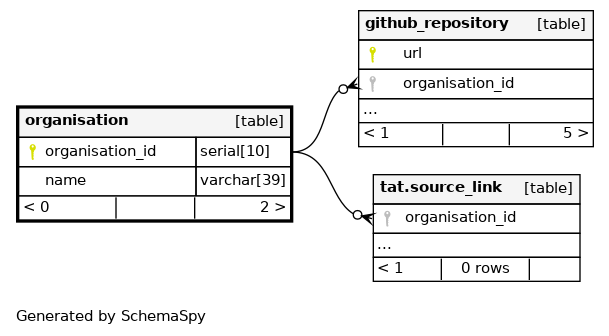 organisation [table]
organisation_id serial[10]
name varchar[39]
< 0 2 >
github_repository [table]
url
organisation_id
...
< 1 5 >
tat.source_link [table]
organisation_id
...
< 1 0 rows
Generated by SchemaSpy